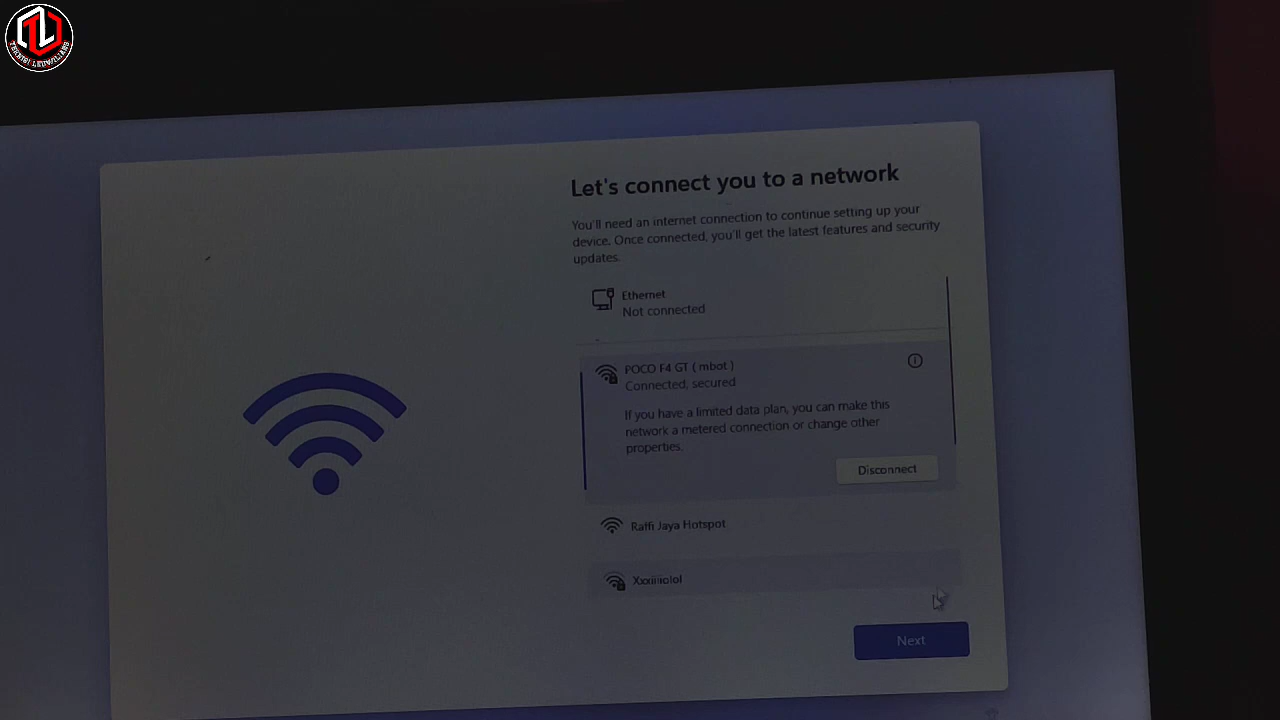 TEKNISI LEUWILIANG
Let's connect you to a network
You'll need an internet connection to continue setting up your
device. Once connected, you'll get the latest features and security
updates.
Ethernet
Not connected
POCO F4 GT ( mbot )
Connected, secured
If you have a limited data plan, you can make this
network a metered connection or change other
properties.
Disconnect
Raffi Jaya Hotspot
Next